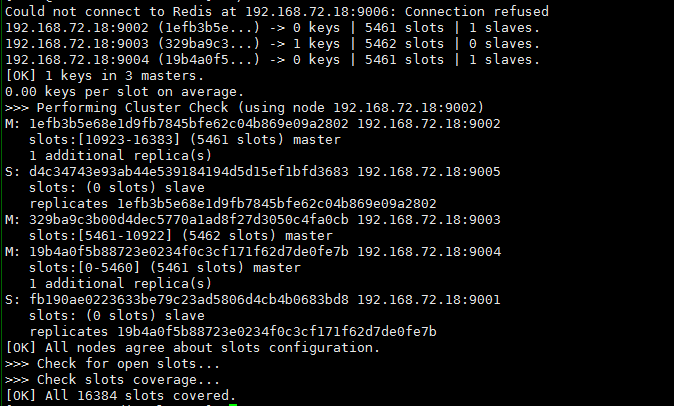 Could not connect to Redis at 192.168.72.18:9006: Connection refused
192.168.72.18:9002 (1efb3b5e...) -> 0 keys | 5461 slots | 1 slaves.
192.168.72.18:9003 (329ba9c3...) -> 1 keys | 5462 slots | 0 slaves.
192.168.72.18:9004 (19b4a0f5...) -> 0 keys | 5461 slots | 1 slaves.
[OK] 1 keys in 3 masters.
0.00 keys per slot on average.
>>> Performing Cluster Check (using node 192.168.72.18:9002)
M: 1efb3b5e68e1d9fb7845bfe62c04b869e09a2802 192.168.72.18:9002
slots:[10923-16383] (5461 slots) master
1 additional replica(s)
S: d4c34743e93ab44e539184194d5d15ef1bfd3683 192.168.72.18:9005
slots: (0 slots) slave
replicates 1efb3b5e68e1d9fb7845bfe62c04b869e09a2802
M: 329ba9c3b00d4dec5770a1ad8f27d3050c4fa0cb 192.168.72.18:9003
slots:[5461-10922] (5462 slots) master
M: 19b4a0f5b88723e0234f0c3cf171f62d7de0fe7b 192.168.72.18:9004
slots:[0-5460] (5461 slots) master
1 additional replica(s)
S: fb190ae0223633be79c23ad5806d4cb4b0683bd8 192.168.72.18:9001
slots: (0 slots) slave
replicates 19b4a0f5b88723e0234f0c3cf171f62d7de0fe7b
[OK] All nodes agree about slots configuration.
>>> Check for open slots...
>>> Check slots coverage...
[OK] All 16384 slots covered.